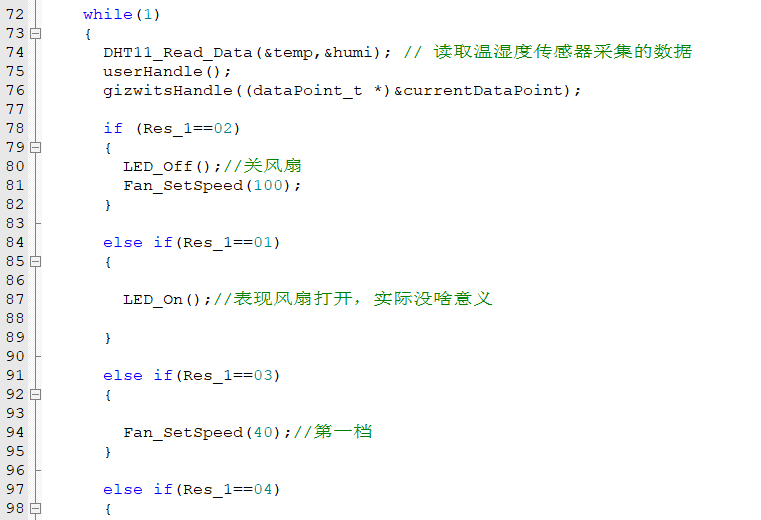 72 while(1)
73 {
74 DHT11_Read_Data(&temp,&humi); // 读取温湿度传感器采集的数据
75 userHandle();
76 gizwitsHandle((dataPoint_t *)&currentDataPoint);
77
78 if (Res_1==02)
79 {
80 LED_Off();//关风扇
81 Fan_SetSpeed(100);
82 }
83
84 else if(Res_1==01)
85 {
86
87 LED_On();//表现风扇打开，实际没啥意义
88
89 }
90
91 else if(Res_1==03)
92 {
93
94 Fan_SetSpeed(40);//第一档
95 }
96
97 else if(Res_1==04)
98 {